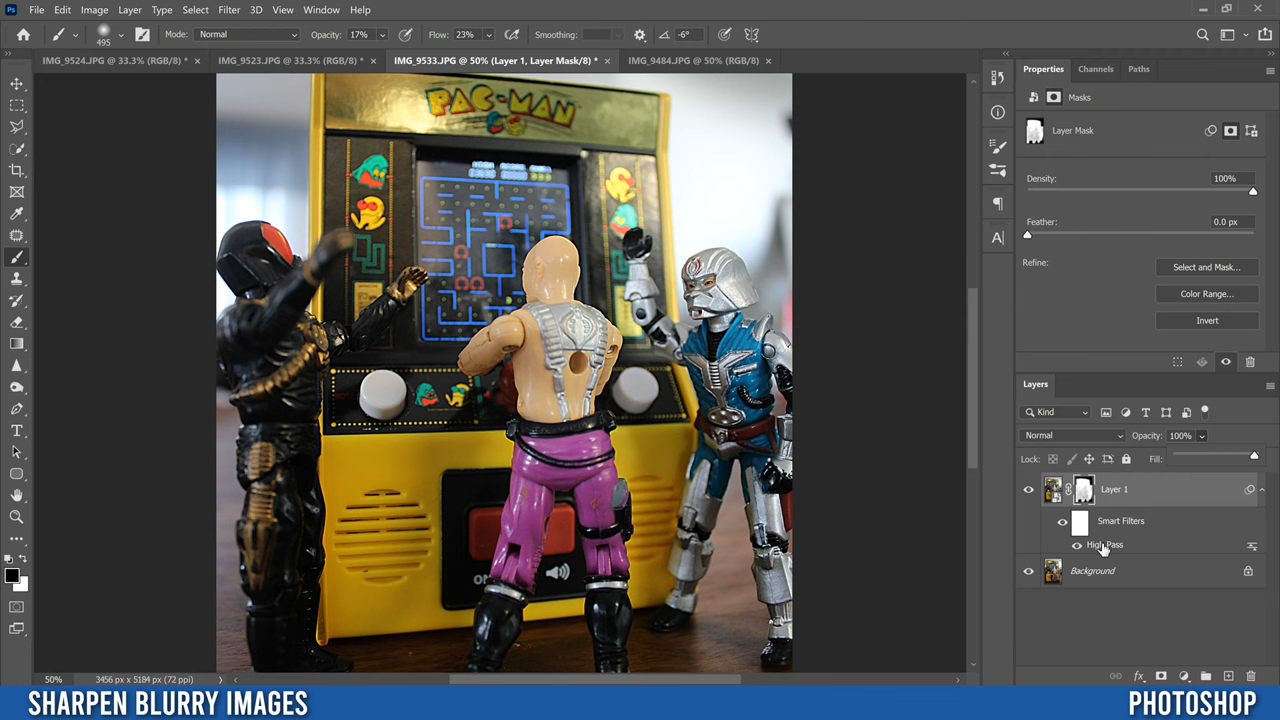 Ps File Edit Image Layer Type Select Filter 3D View Window Help
495 Mode: Normal Opacity: 17% Flow: 23% Smoothing: -6°
IMG_9524.JPG @ 33.3% (RGB/8) * × IMG_9523.JPG @ 33.3% (RGB/8) * × IMG_9533.JPG @ 50% (Layer 1, Layer Mask/8) * × IMG_9484.JPG @ 50% (RGB/8) ×
Properties Channels Paths
Masks
Layer Mask
Density: 100%
Feather: 0.0 px
Refine: Select and Mask...
Color Range...
Invert
Layers
Kind
Normal Opacity: 100%
Lock: Fill:
Layer 1
Smart Filters
High Pass
Background
PAC-MAN
HIGH SCORE
ON
50% 3456 px x 5184 px (72 ppi)
SHARPEN BLURRY IMAGES
PHOTOSHOP